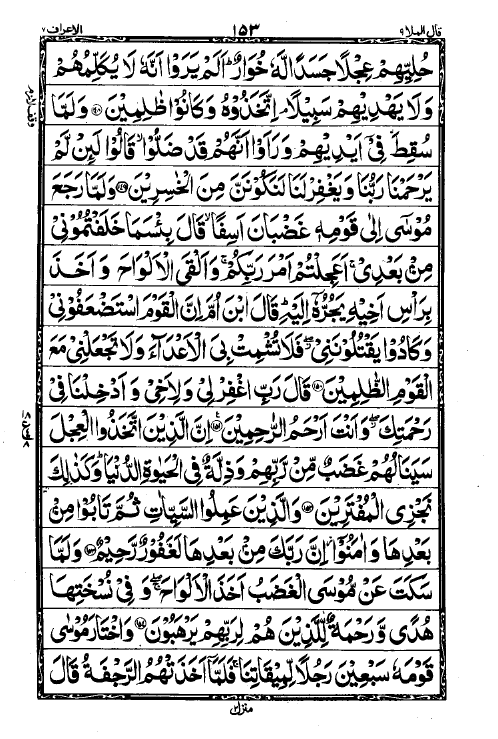 قال الملا ٩ ١٥٣ الاعراف ٧
حُلِیِّهِمْ عِجْلًا جَسَدًا لَّهٗ خُوَارٌ ؕ اَلَمْ یَرَوْا اَنَّهٗ لَا یُكَلِّمُهُمْ
وَلَا یَهْدِیْهِمْ سَبِیْلًا ۘ اِتَّخَذُوْهُ وَكَانُوْا ظٰلِمِیْنَ ۝۱۴۸ وَلَمَّا
سُقِطَ فِیْۤ اَیْدِیْهِمْ وَرَاَوْا اَنَّهُمْ قَدْ ضَلُّوْا ۙ قَالُوْا لَىِٕنْ لَّمْ
یَرْحَمْنَا رَبُّنَا وَیَغْفِرْ لَنَا لَنَكُوْنَنَّ مِنَ الْخٰسِرِیْنَ ۝۱۴۹ وَلَمَّا رَجَعَ
مُوْسٰۤی اِلٰی قَوْمِهٖ غَضْبَانَ اَسِفًا ۙ قَالَ بِئْسَمَا خَلَفْتُمُوْنِیْ
مِنْۢ بَعْدِیْ ۚ اَعَجِلْتُمْ اَمْرَ رَبِّكُمْ ۚ وَاَلْقَی الْاَلْوَاحَ وَاَخَذَ
بِرَاْسِ اَخِیْهِ یَجُرُّهٗۤ اِلَیْهِ ؕ قَالَ ابْنَ اُمَّ اِنَّ الْقَوْمَ اسْتَضْعَفُوْنِیْ
وَكَادُوْا یَقْتُلُوْنَنِیْ ۖ فَلَا تُشْمِتْ بِیَ الْاَعْدَآءَ وَلَا تَجْعَلْنِیْ مَعَ
الْقَوْمِ الظّٰلِمِیْنَ ۝۱۵۰ قَالَ رَبِّ اغْفِرْ لِیْ وَلِاَخِیْ وَاَدْخِلْنَا فِیْ
رَحْمَتِكَ ۖ وَاَنْتَ اَرْحَمُ الرّٰحِمِیْنَ ۝۱۵۱ اِنَّ الَّذِیْنَ اتَّخَذُوا الْعِجْلَ
سَیَنَالُهُمْ غَضَبٌ مِّنْ رَّبِّهِمْ وَذِلَّةٌ فِی الْحَیٰوةِ الدُّنْیَا ؕ وَكَذٰلِكَ
نَجْزِی الْمُفْتَرِیْنَ ۝۱۵۲ وَالَّذِیْنَ عَمِلُوا السَّیِّاٰتِ ثُمَّ تَابُوْا مِنْۢ
بَعْدِهَا وَاٰمَنُوْۤا ؗ اِنَّ رَبَّكَ مِنْۢ بَعْدِهَا لَغَفُوْرٌ رَّحِیْمٌ ۝۱۵۳ وَلَمَّا
سَكَتَ عَنْ مُّوْسَی الْغَضَبُ اَخَذَ الْاَلْوَاحَ ۖ وَفِیْ نُسْخَتِهَا
هُدًی وَّرَحْمَةٌ لِّلَّذِیْنَ هُمْ لِرَبِّهِمْ یَرْهَبُوْنَ ۝۱۵۴ وَاخْتَارَ مُوْسٰی
قَوْمَهٗ سَبْعِیْنَ رَجُلًا لِّمِیْقَاتِنَا ۚ فَلَمَّاۤ اَخَذَتْهُمُ الرَّجْفَةُ قَالَ
منزل ٢